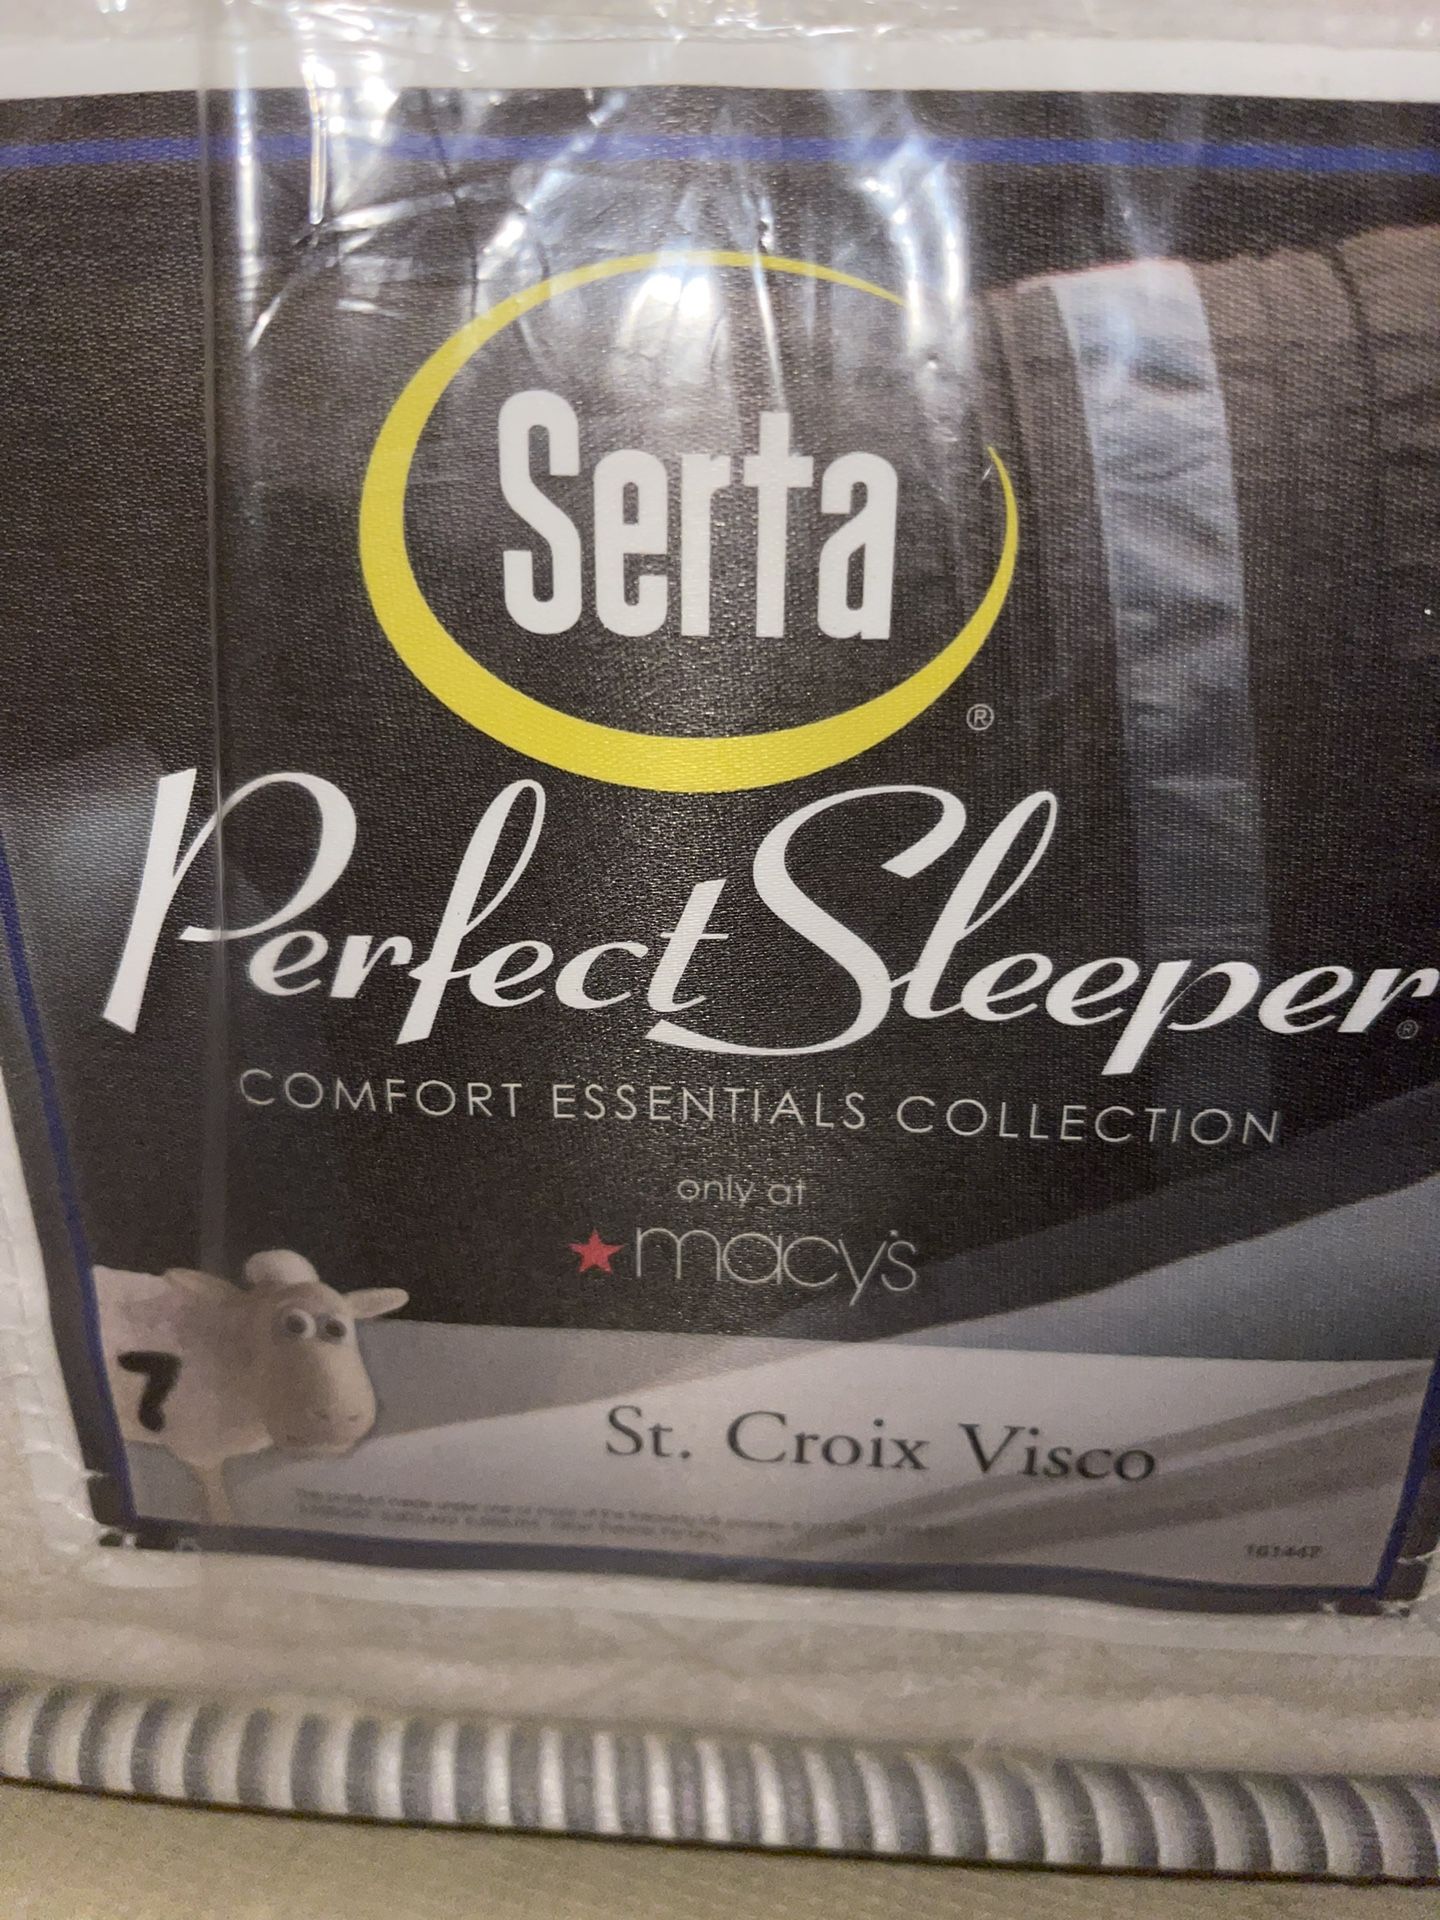 Serta
®
Perfect Sleeper®
COMFORT ESSENTIALS COLLECTION
only at
macy's
7
St. Croix Visco